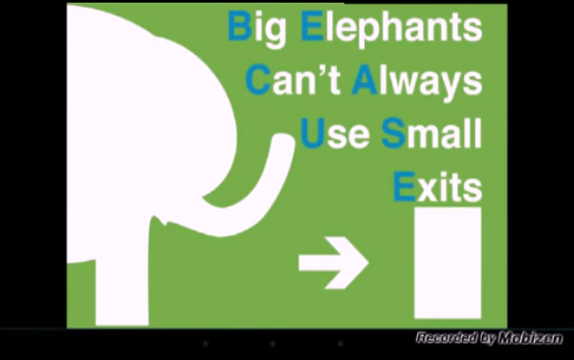 Big Elephants
Can't Always
Use Small
Exits
Recorded by Mobizen